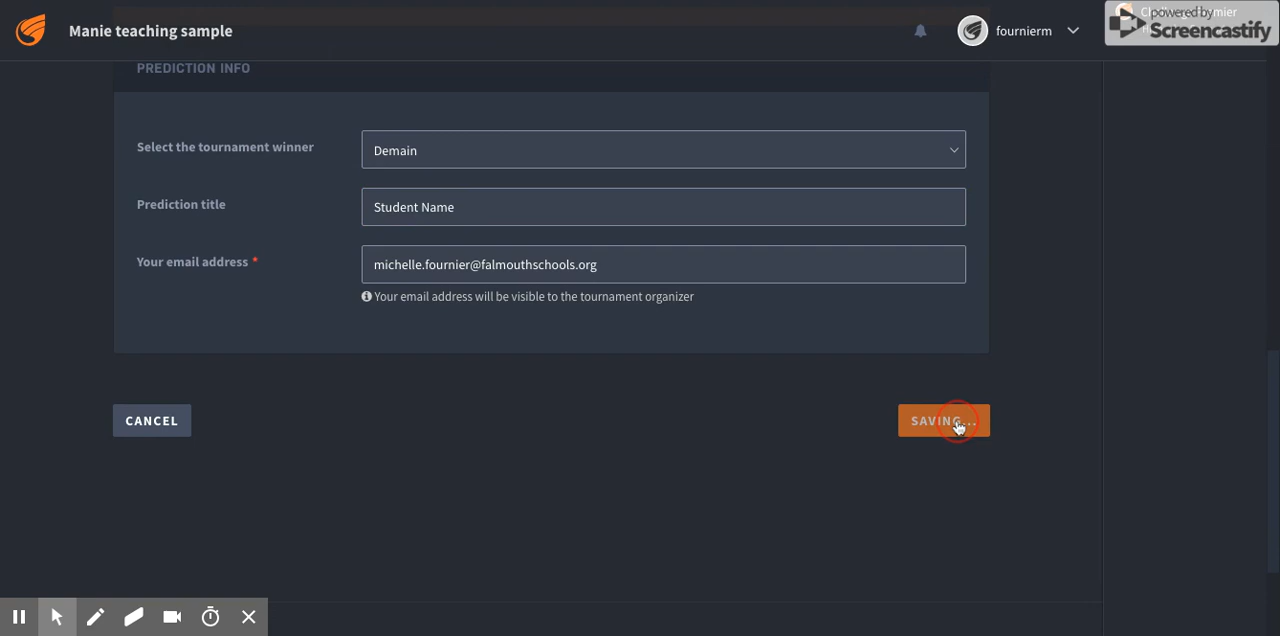 Manie teaching sample
fournierm
powered by
Screencastify
PREDICTION INFO
Select the tournament winner
Demain
Prediction title
Student Name
Your email address *
michelle.fournier@falmouthschools.org
Your email address will be visible to the tournament organizer
CANCEL
SAVING...